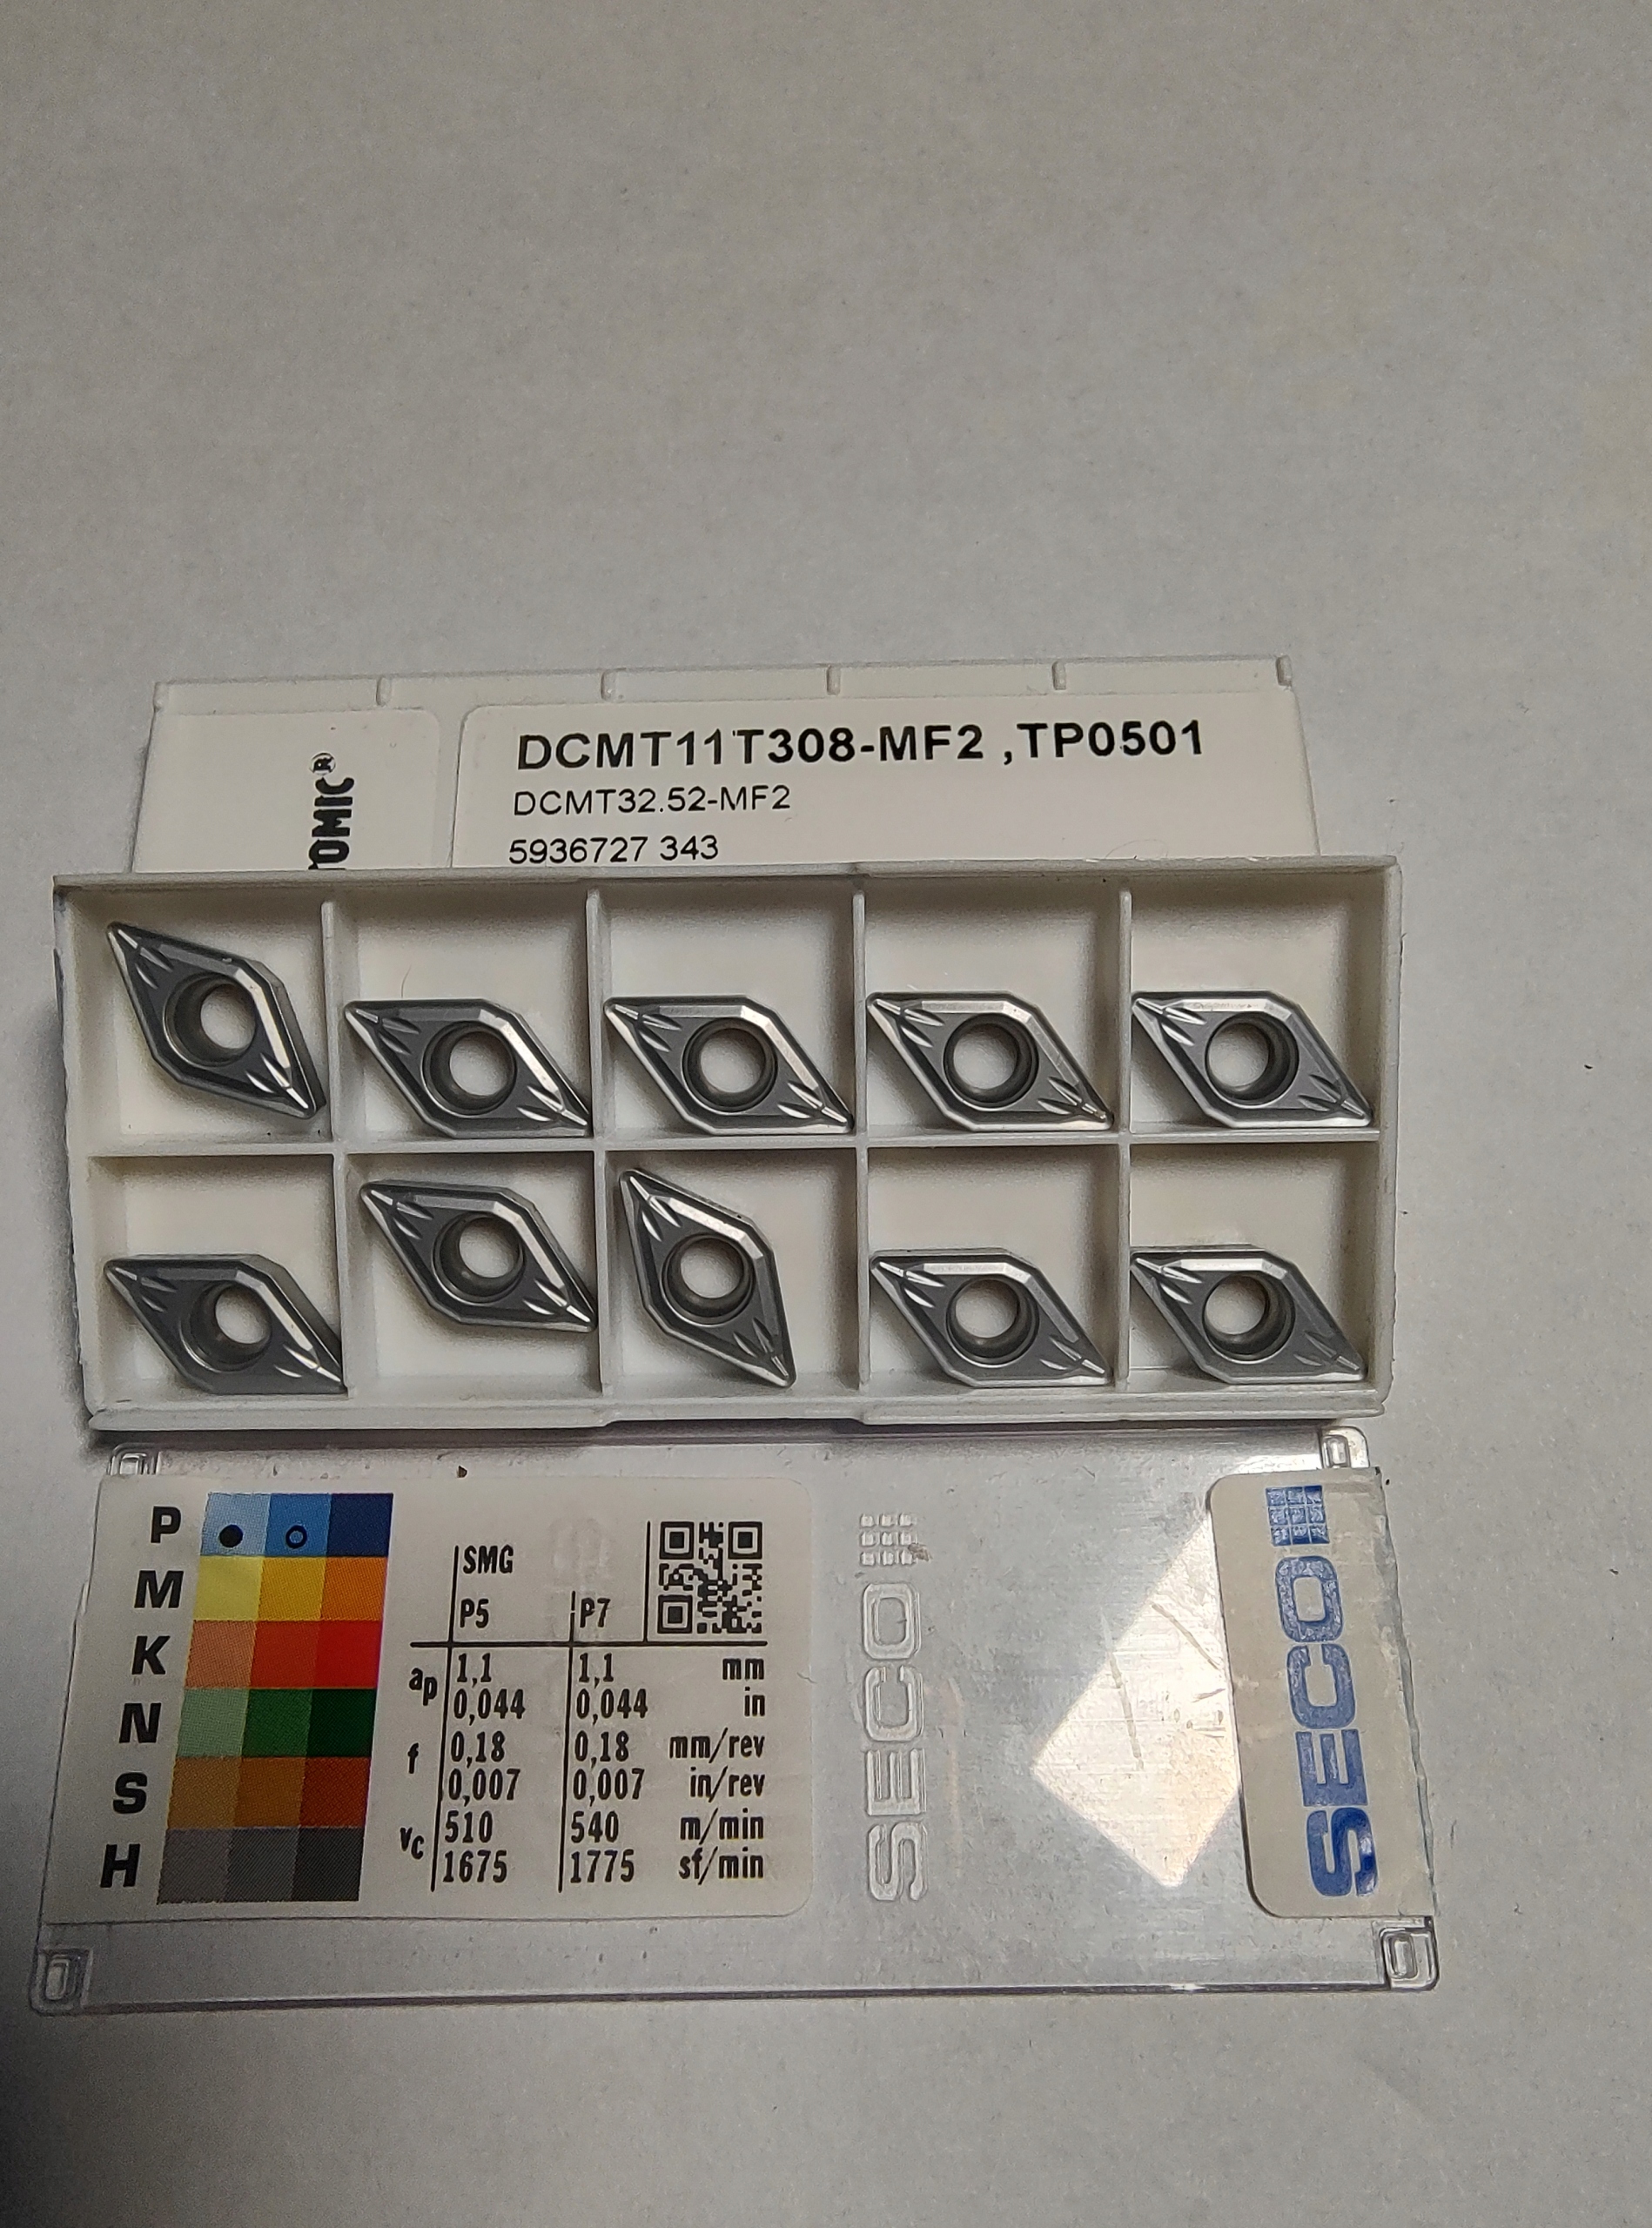 TOMIC®
DCMT11T308-MF2 ,TP0501
DCMT32.52-MF2
5936727 343
P
M
K
N
S
H
SMG
P5 P7
ap 1,1 1,1 mm
0,044 0,044 in
f 0,18 0,18 mm/rev
0,007 0,007 in/rev
vc 510 540 m/min
1675 1775 sf/min
SECO
SECO